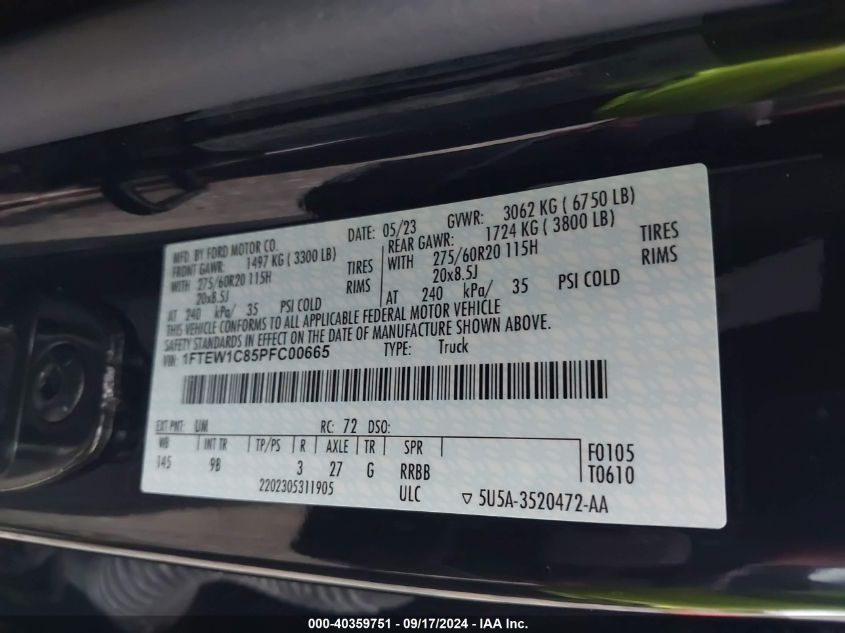 MFD. BY FORD MOTOR CO. DATE: 05/23 GVWR: 3062 KG ( 6750 LB)
FRONT GAWR: 1497 KG ( 3300 LB) REAR GAWR: 1724 KG ( 3800 LB)
WITH 275/60R20 115H TIRES WITH 275/60R20 115H TIRES
20x8.5J RIMS 20x8.5J RIMS
AT 240 kPa/ 35 PSI COLD AT 240 kPa/ 35 PSI COLD
THIS VEHICLE CONFORMS TO ALL APPLICABLE FEDERAL MOTOR VEHICLE
SAFETY STANDARDS IN EFFECT ON THE DATE OF MANUFACTURE SHOWN ABOVE.
VIN: 1FTEW1C85PFC00665 TYPE: Truck
EXT PNT: UM RC: 72 DSO:
WB INT TR TP/PS R AXLE TR SPR F0105
145 9B 3 27 G RRBB T0610
2202305311905 ULC ▽ 5U5A-3520472-AA
000-40359751 - 09/17/2024 - IAA Inc.